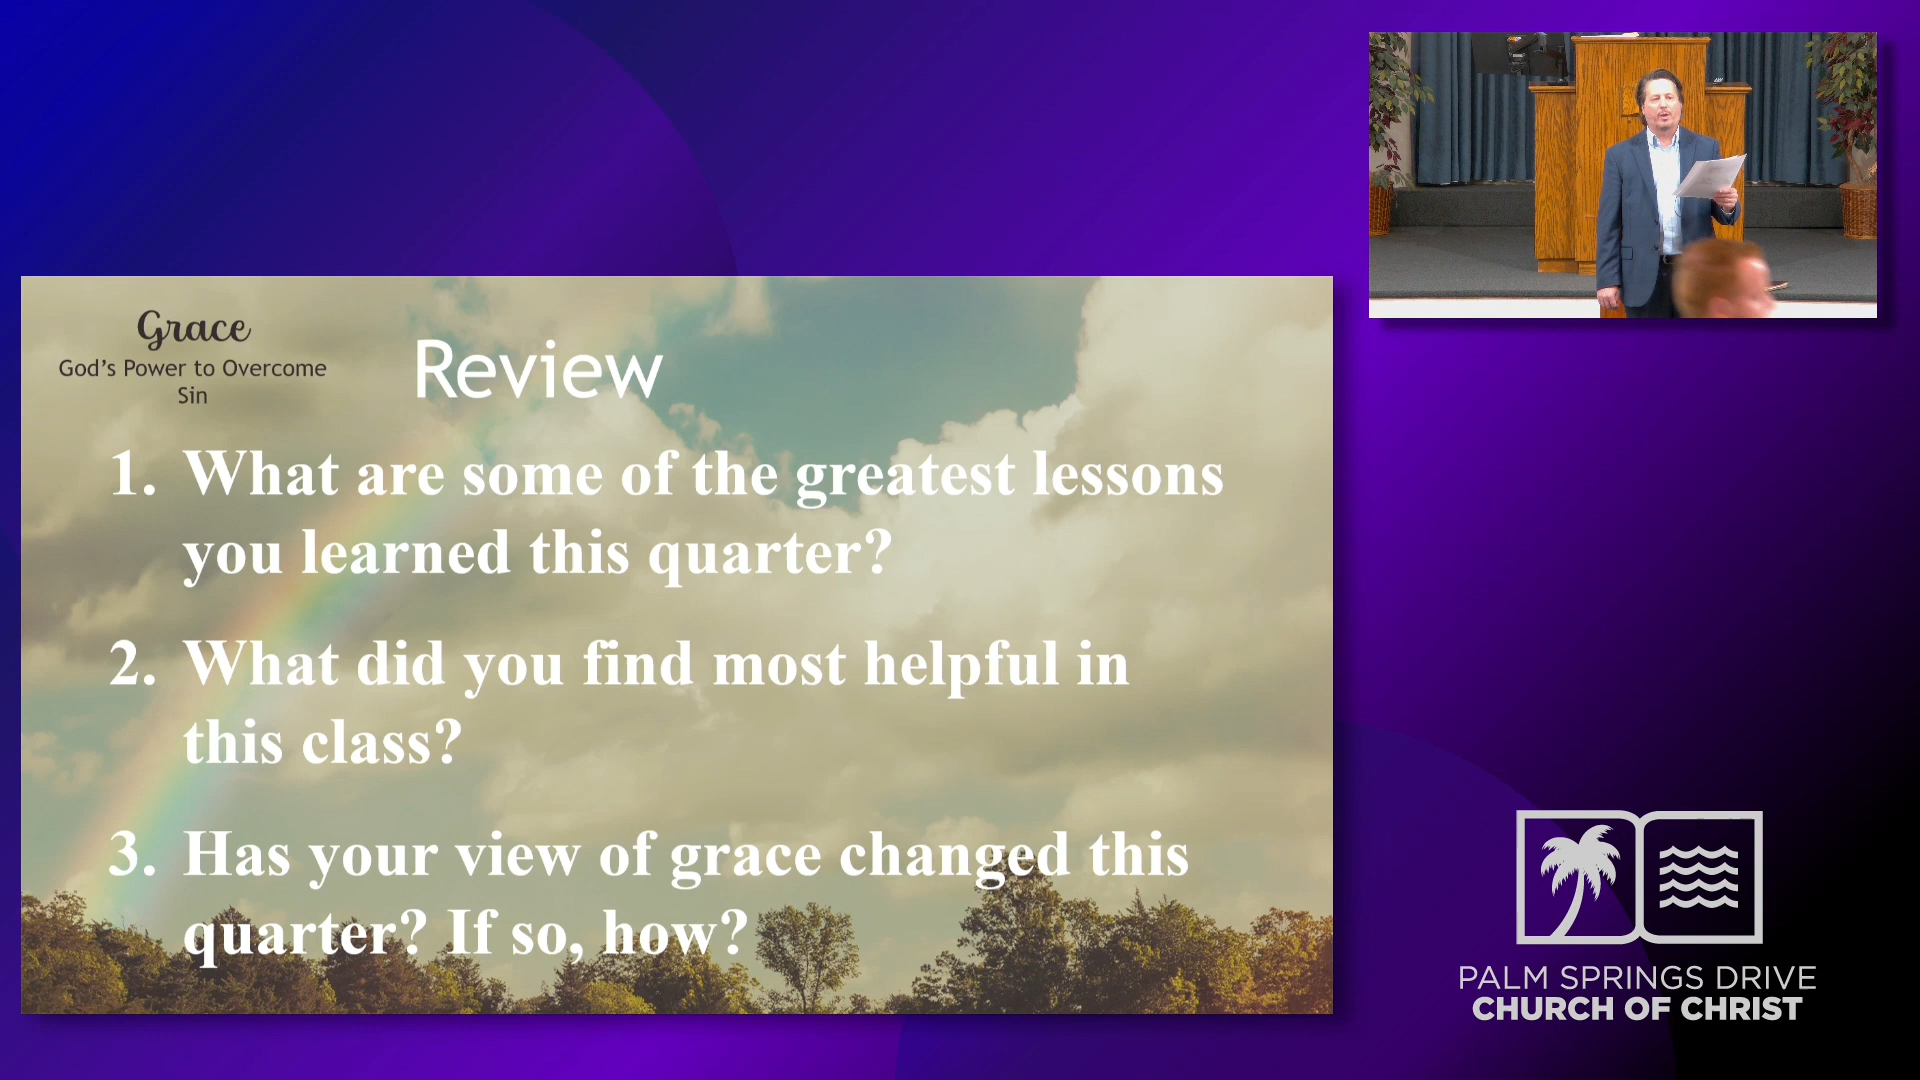 Grace
God's Power to Overcome
Sin
Review
1. What are some of the greatest lessons
you learned this quarter?
2. What did you find most helpful in
this class?
3. Has your view of grace changed this
quarter? If so, how?
PALM SPRINGS DRIVE
CHURCH OF CHRIST